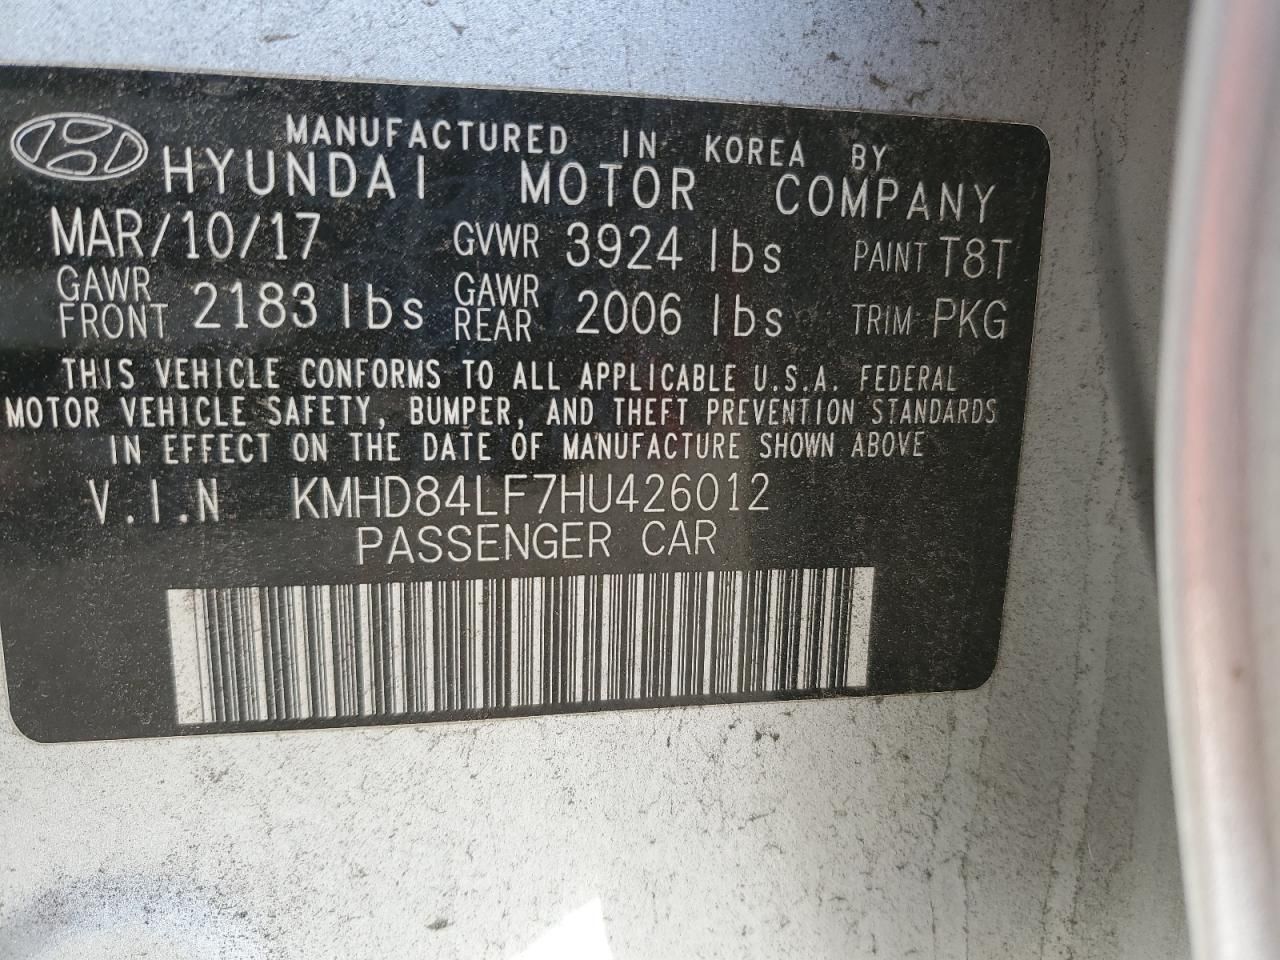 MANUFACTURED IN KOREA BY
HYUNDAI MOTOR COMPANY
MAR/10/17 GVWR 3924 lbs PAINT T8T
GAWR FRONT 2183 lbs GAWR REAR 2006 lbs TRIM PKG
THIS VEHICLE CONFORMS TO ALL APPLICABLE U.S.A. FEDERAL
MOTOR VEHICLE SAFETY, BUMPER, AND THEFT PREVENTION STANDARDS
IN EFFECT ON THE DATE OF MANUFACTURE SHOWN ABOVE
V.I.N KMHD84LF7HU426012
PASSENGER CAR